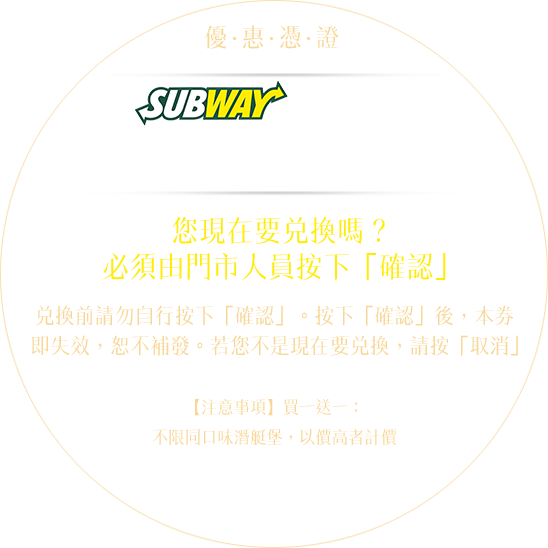 優·惠·憑·證
SUBWAY
您現在要兌換嗎？
必須由門市人員按下「確認」
兌換前請勿自行按下「確認」。按下「確認」後，本券
即失效，恕不補發。若您不是現在要兌換，請按「取消」
【注意事項】買一送一：
不限同口味潛艇堡，以價高者計價